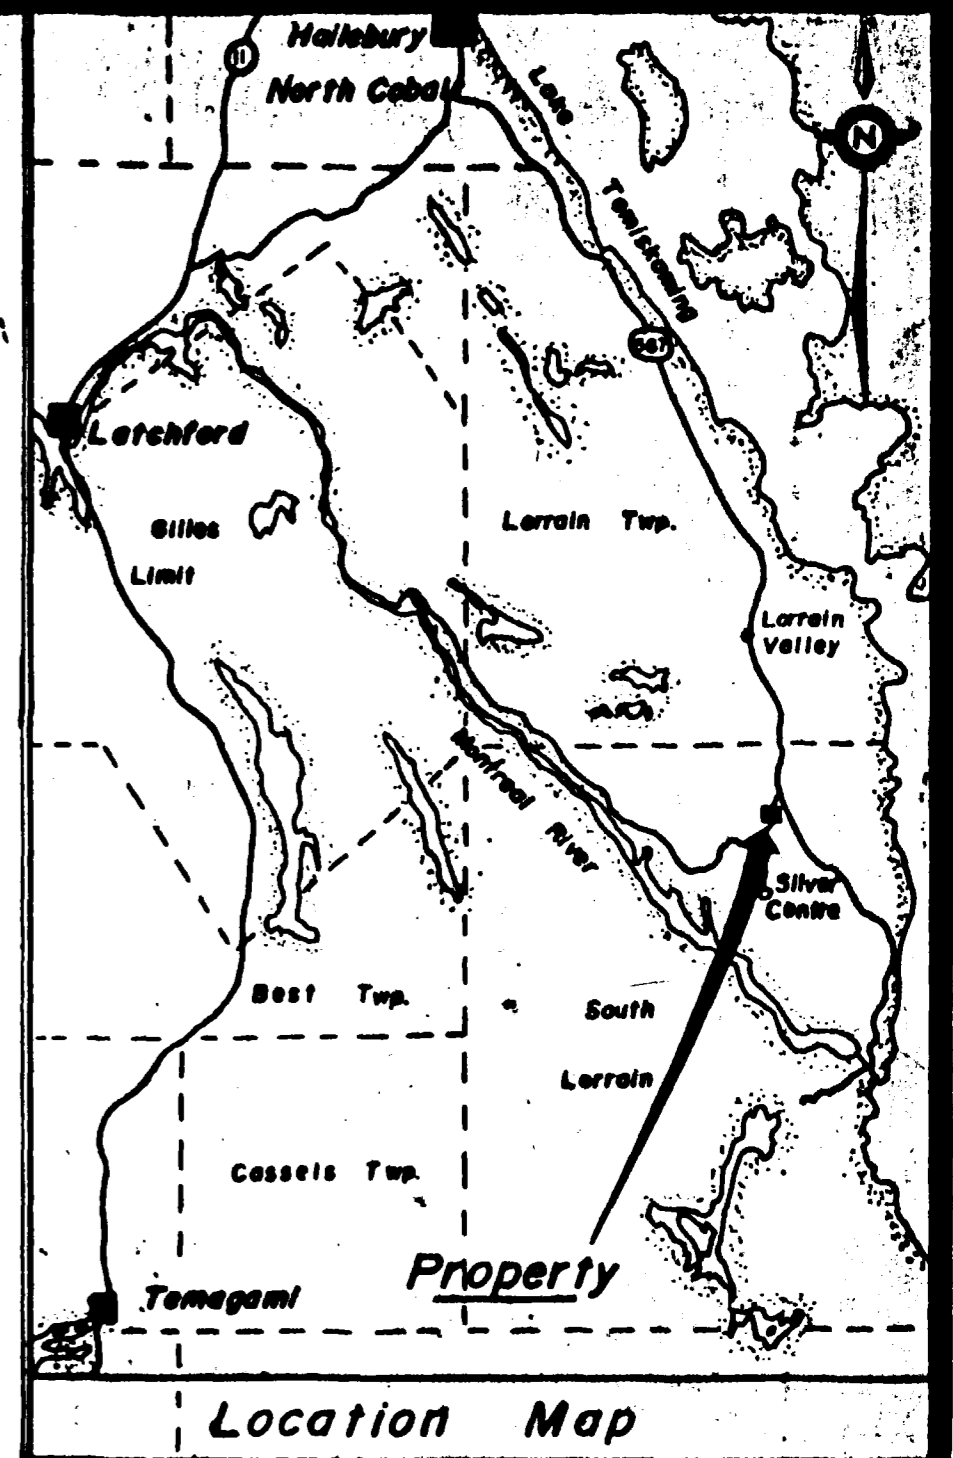 Haileybury
11
North Cobalt
Lake
Temiskaming
N
567
Latchford
Gillies
Limit
Lorrain Twp.
Lorrain
Valley
Montreal
River
Silver
Centre
Best Twp.
South
Lorrain
Cassels Twp.
Property
Temagami
Location Map